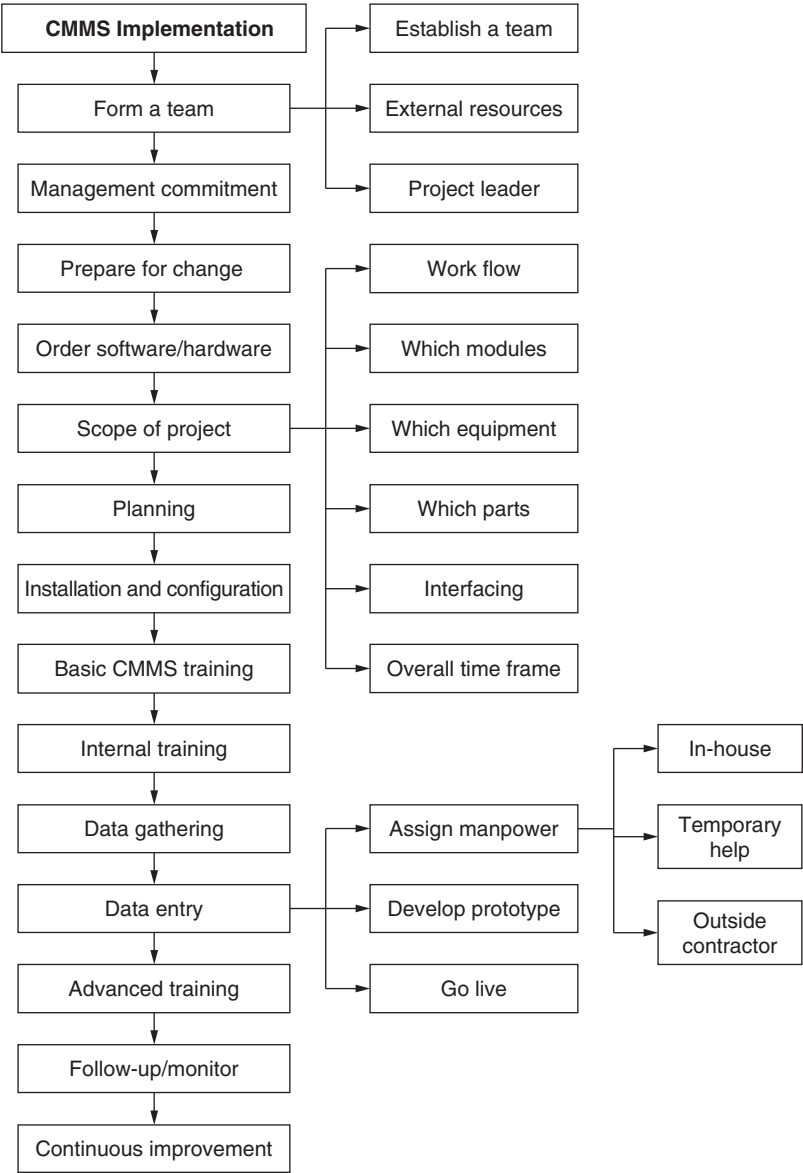 CMMS Implementation
Form a team
Management commitment
Prepare for change
Order software/hardware
Scope of project
Planning
Installation and configuration
Basic CMMS training
Internal training
Data gathering
Data entry
Advanced training
Follow-up/monitor
Continuous improvement
Establish a team
External resources
Project leader
Work flow
Which modules
Which equipment
Which parts
Interfacing
Overall time frame
Assign manpower
Develop prototype
Go live
In-house
Temporary
help
Outside
contractor